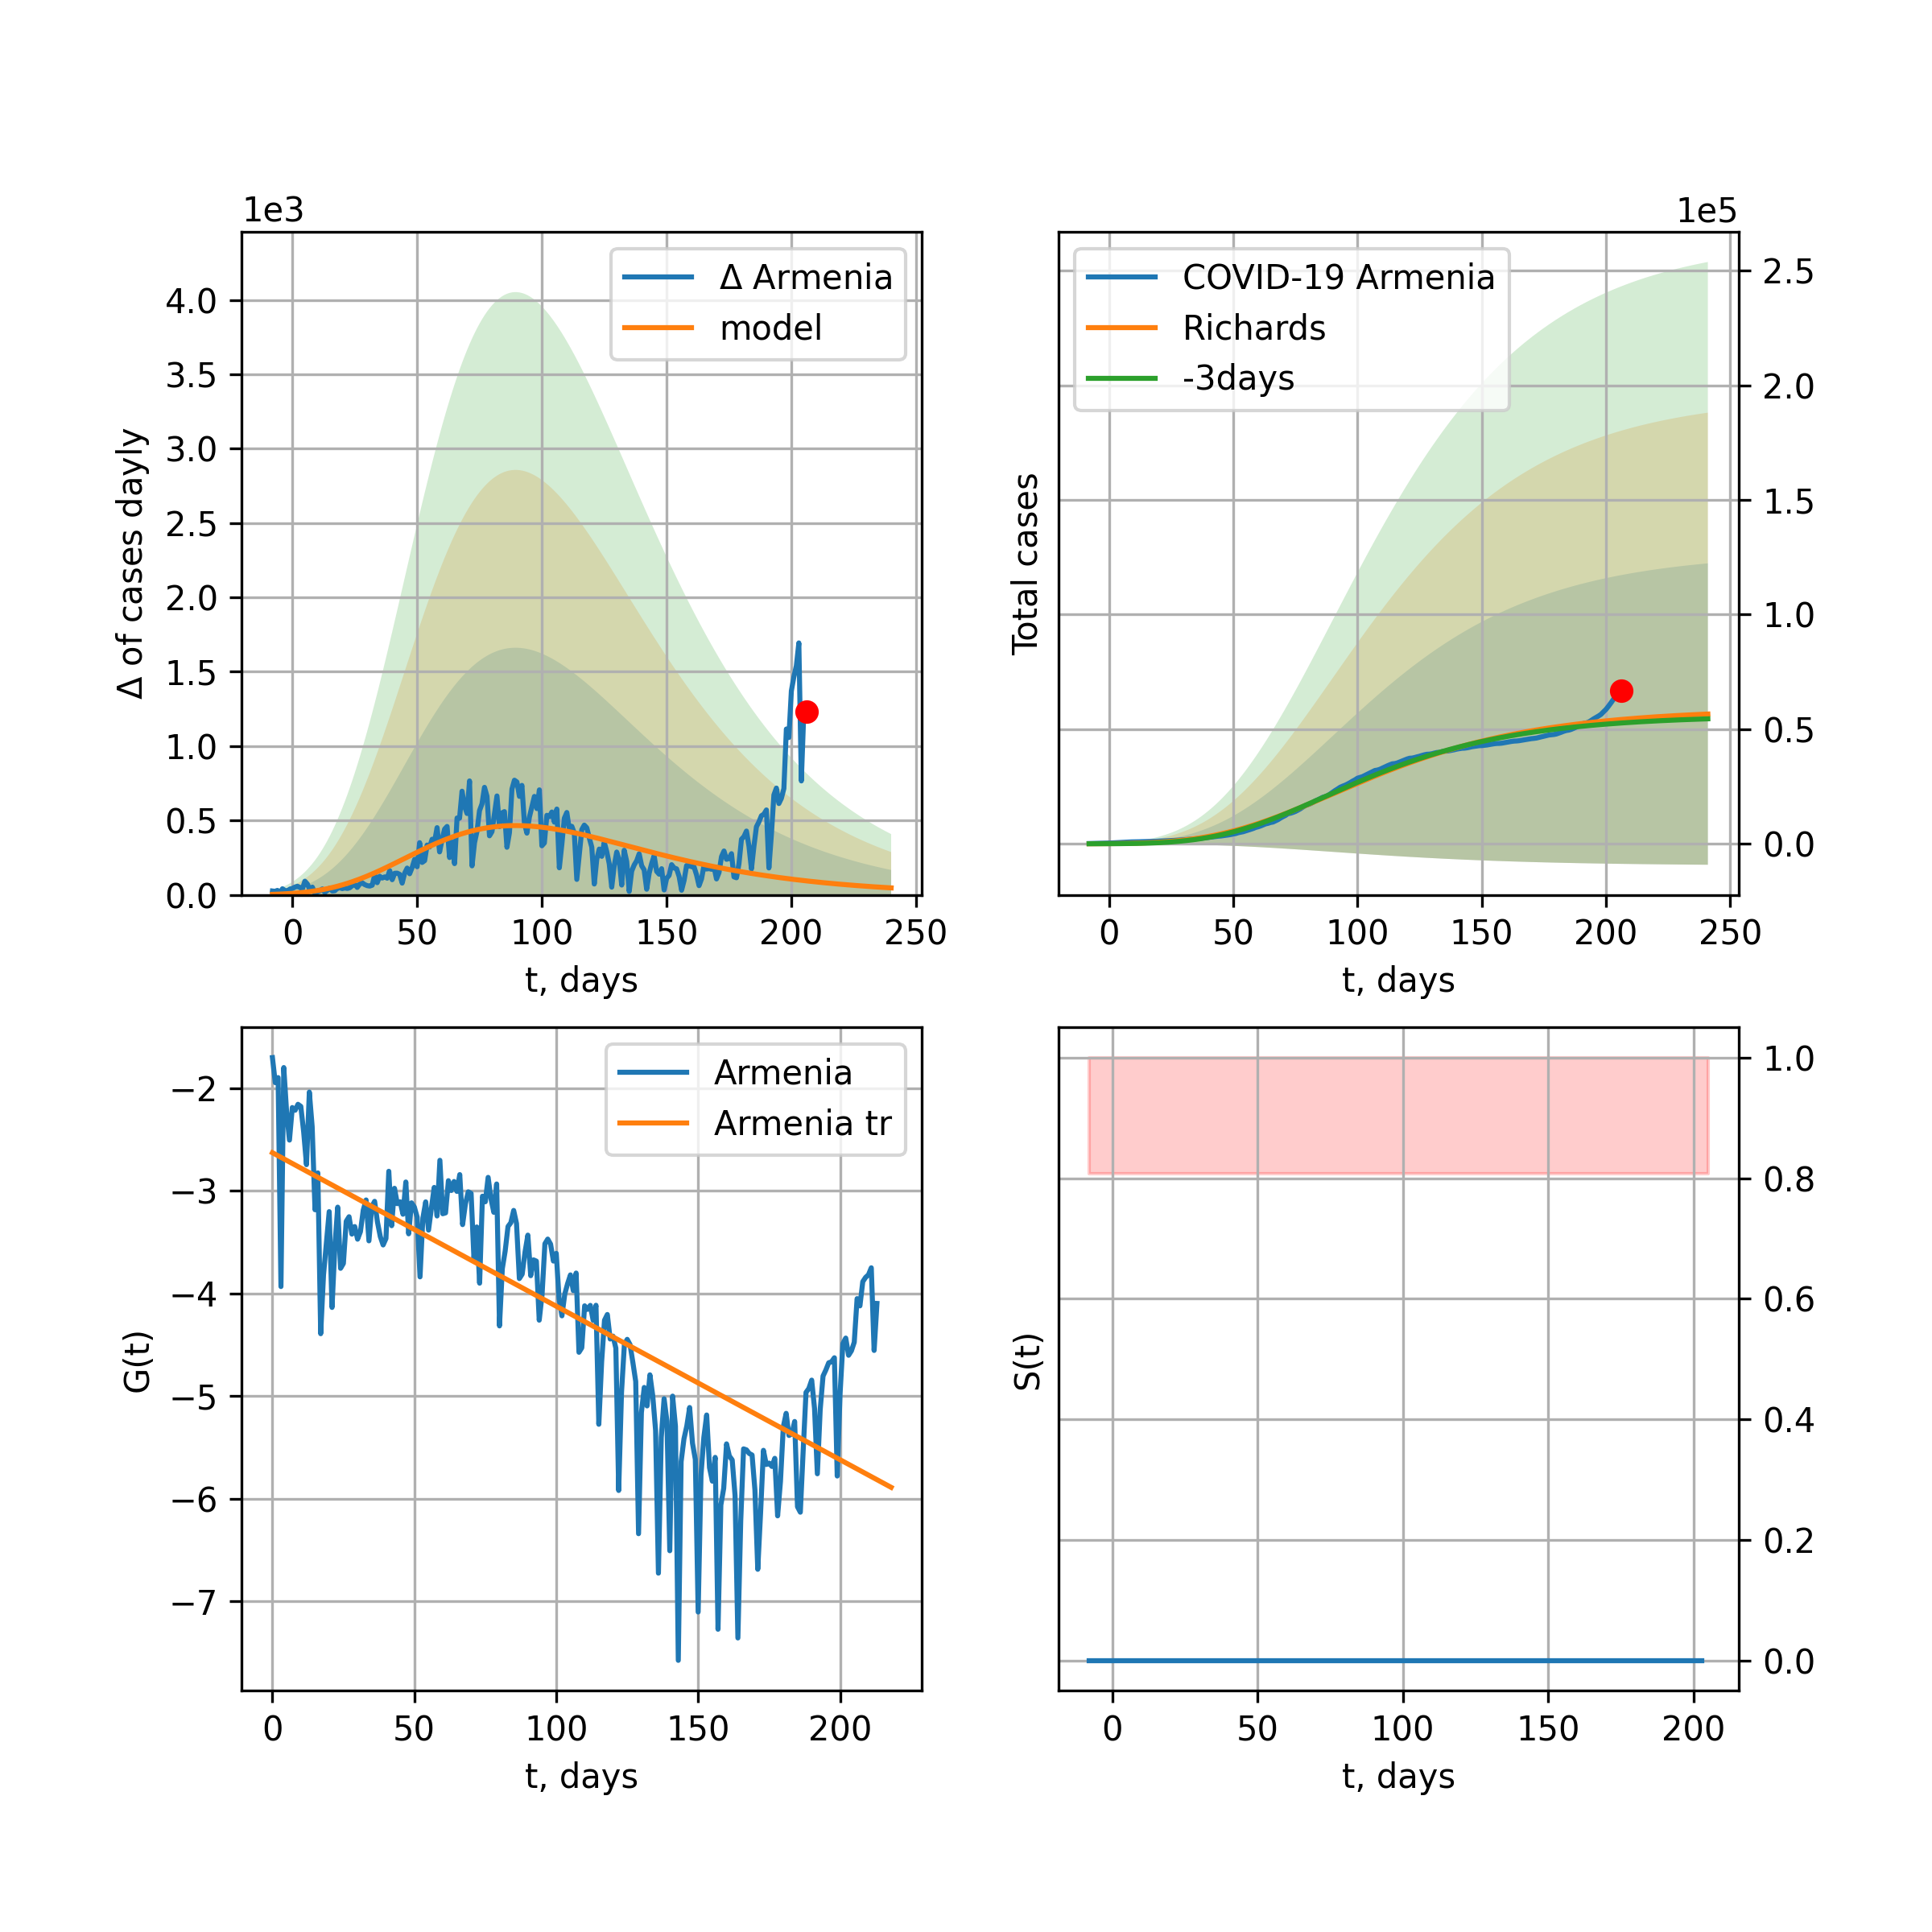 1e3
Δ Armenia
model
4.0
3.5
3.0
2.5
2.0
1.5
1.0
0.5
0.0
Δ of cases dayly
0 50 100 150 200 250
t, days
1e5
COVID-19 Armenia
Richards
-3days
2.5
2.0
1.5
1.0
0.5
0.0
Total cases
0 50 100 150 200 250
t, days
Armenia
Armenia tr
−2
−3
−4
−5
−6
−7
G(t)
0 50 100 150 200
t, days
1.0
0.8
0.6
0.4
0.2
0.0
S(t)
0 50 100 150 200
t, days